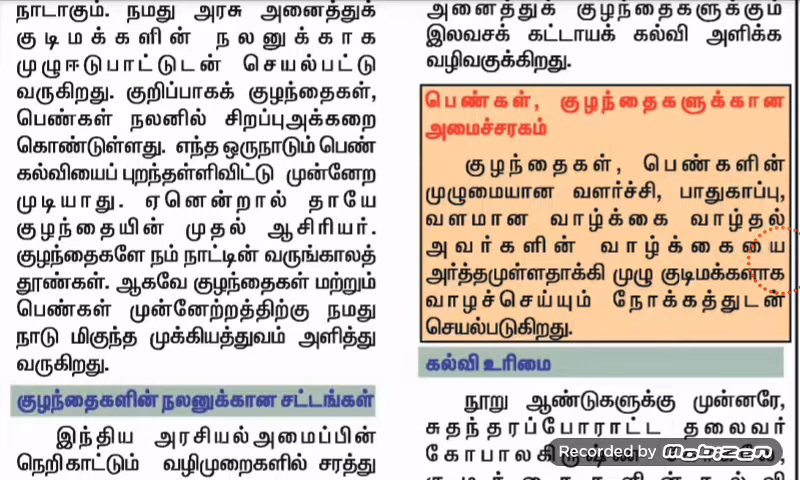 நாடாகும். நமது அரசு அனைத்துக்
குடிமக்களின் நலனுக்காக
முழுஈடுபாட்டுடன் செயல்பட்டு
வருகிறது. குறிப்பாகக் குழந்தைகள்,
பெண்கள் நலனில் சிறப்புஅக்கறை
கொண்டுள்ளது. எந்த ஒருநாடும் பெண்
கல்வியைப் புறந்தள்ளிவிட்டு முன்னேற
முடியாது. ஏனென்றால் தாயே
குழந்தையின் முதல் ஆசிரியர்.
குழந்தைகளே நம் நாட்டின் வருங்காலத்
தூண்கள். ஆகவே குழந்தைகள் மற்றும்
பெண்கள் முன்னேற்றத்திற்கு நமது
நாடு மிகுந்த முக்கியத்துவம் அளித்து
வருகிறது.
குழந்தைகளின் நலனுக்கான சட்டங்கள்
இந்திய அரசியல்அமைப்பின்
நெறிகாட்டும் வழிமுறைகளில் சரத்து
அனைத்துக் குழந்தைகளுக்கும்
இலவசக் கட்டாயக் கல்வி அளிக்க
வழிவகுக்கிறது.
பெண்கள், குழந்தைகளுக்கான
அமைச்சரகம்
குழந்தைகள், பெண்களின்
முழுமையான வளர்ச்சி, பாதுகாப்பு,
வளமான வாழ்க்கை வாழ்தல்
அவர்களின் வாழ்க்கையை
அர்த்தமுள்ளதாக்கி முழு குடிமக்களாக
வாழச்செய்யும் நோக்கத்துடன்
செயல்படுகிறது.
கல்வி உரிமை
நூறு ஆண்டுகளுக்கு முன்னரே,
சுதந்தரப்போராட்ட தலைவர்
கோபாலகிருஷ்ண
Recorded by Mobizen